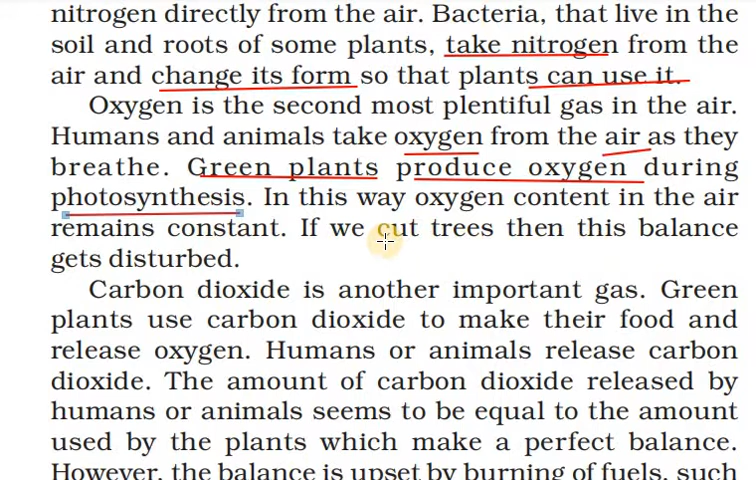 nitrogen directly from the air. Bacteria, that live in the
soil and roots of some plants, take nitrogen from the
air and change its form so that plants can use it.
Oxygen is the second most plentiful gas in the air.
Humans and animals take oxygen from the air as they
breathe. Green plants produce oxygen during
photosynthesis. In this way oxygen content in the air
remains constant. If we cut trees then this balance
gets disturbed.
Carbon dioxide is another important gas. Green
plants use carbon dioxide to make their food and
release oxygen. Humans or animals release carbon
dioxide. The amount of carbon dioxide released by
humans or animals seems to be equal to the amount
used by the plants which make a perfect balance.
However, the balance is upset by burning of fuels, such